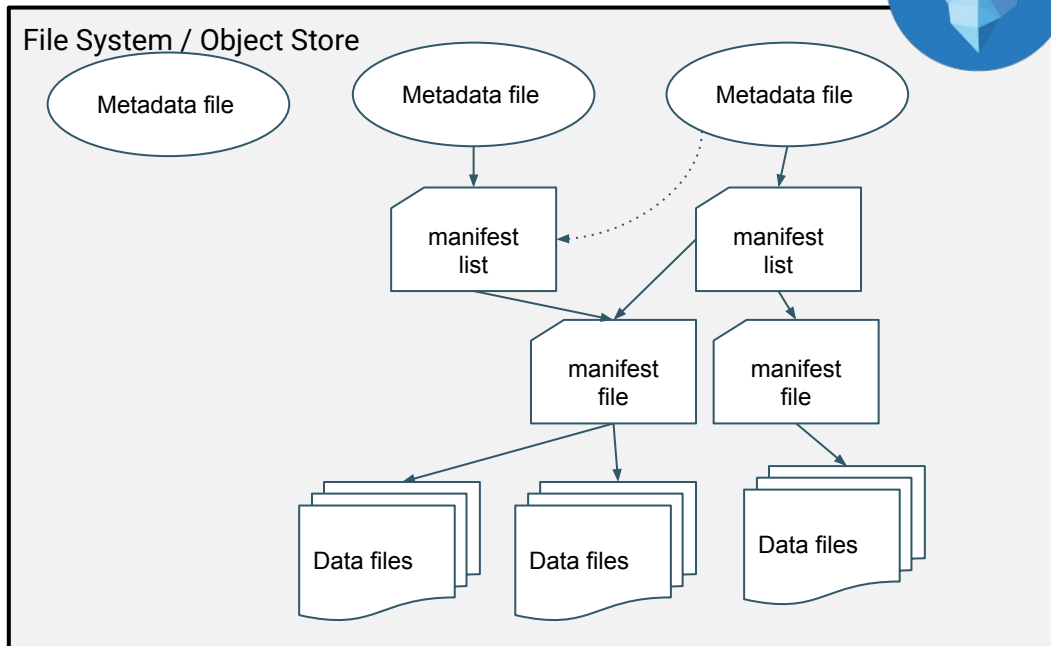 File System / Object Store
Metadata file
Metadata file
Metadata file
manifest
list
manifest
list
manifest
file
manifest
file
Data files
Data files
Data files